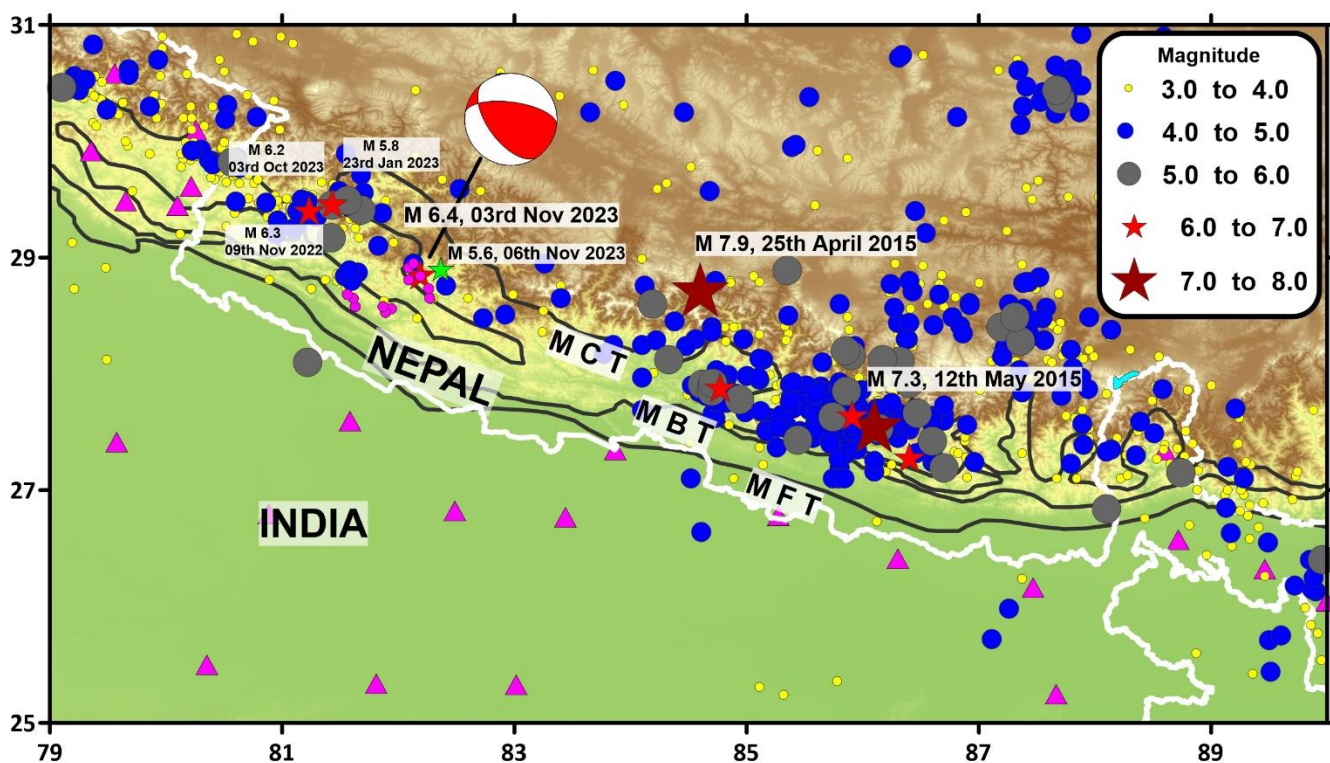 31
29
27
25
79
81
83
85
87
89
M 6.2
03rd Oct 2023
M 5.8
23rd Jan 2023
M 6.4, 03rd Nov 2023
M 6.3
09th Nov 2022
M 5.6, 06th Nov 2023
M 7.9, 25th April 2015
M 7.3, 12th May 2015
NEPAL
INDIA
M C T
M B T
M F T
Magnitude
3.0 to 4.0
4.0 to 5.0
5.0 to 6.0
6.0 to 7.0
7.0 to 8.0